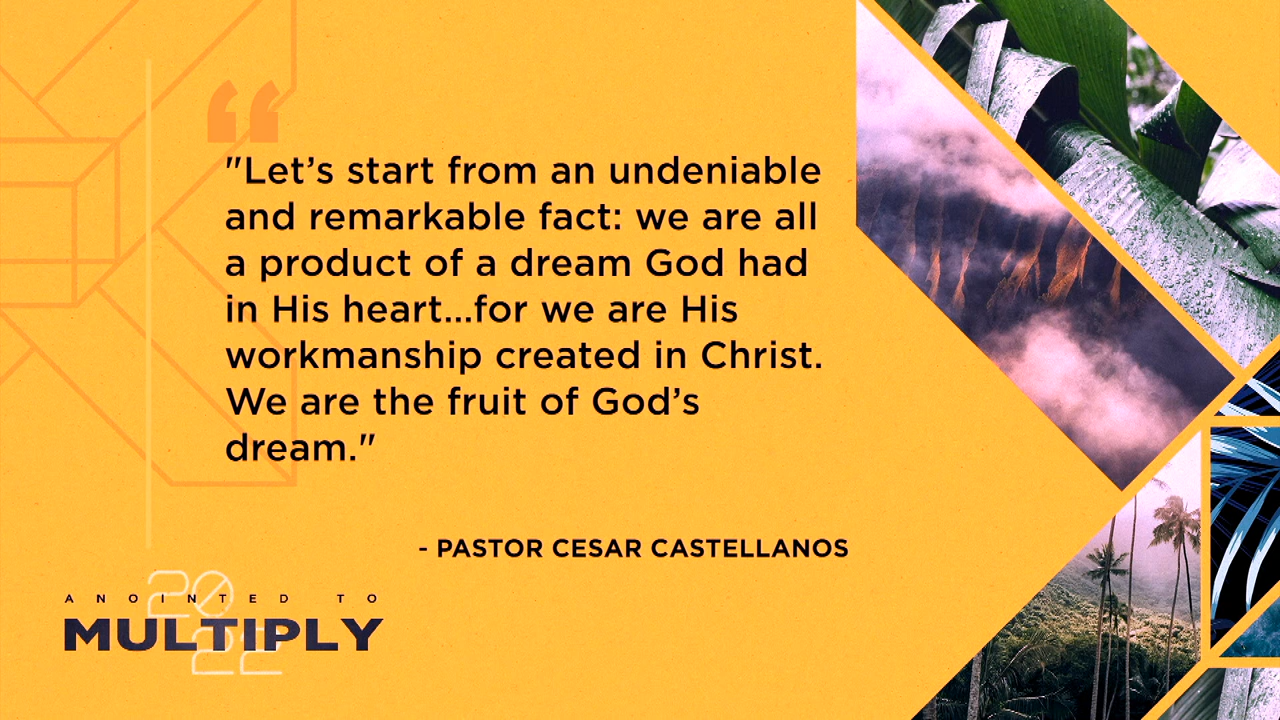 “
"Let’s start from an undeniable
and remarkable fact: we are all
a product of a dream God had
in His heart...for we are His
workmanship created in Christ.
We are the fruit of God’s
dream."
- PASTOR CESAR CASTELLANOS
2022
ANOINTED TO
MULTIPLY